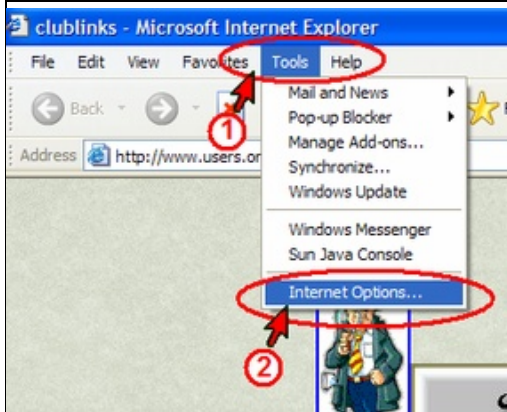 clublinks - Microsoft Internet Explorer
File Edit View Favorites Tools Help
Back
1
Address http://www.users.or
Mail and News
Pop-up Blocker
Manage Add-ons...
Synchronize...
Windows Update
Windows Messenger
Sun Java Console
Internet Options...
2